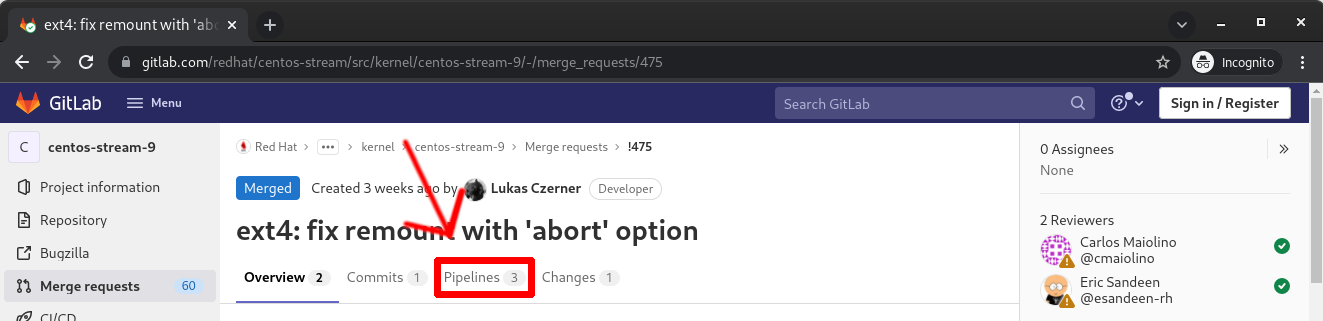 ext4: fix remount with 'abo
gitlab.com/redhat/centos-stream/src/kernel/centos-stream-9/-/merge_requests/475
Incognito
GitLab
Menu
Search GitLab
Sign in / Register
C
centos-stream-9
Project information
Repository
Bugzilla
Merge requests 60
CI/CD
Red Hat
kernel
centos-stream-9
Merge requests
!475
Merged
Created 3 weeks ago by Lukas Czerner
Developer
ext4: fix remount with 'abort' option
Overview 2
Commits 1
Pipelines 3
Changes 1
0 Assignees
None
2 Reviewers
Carlos Maiolino
@cmaiolino
Eric Sandeen
@esandeen-rh